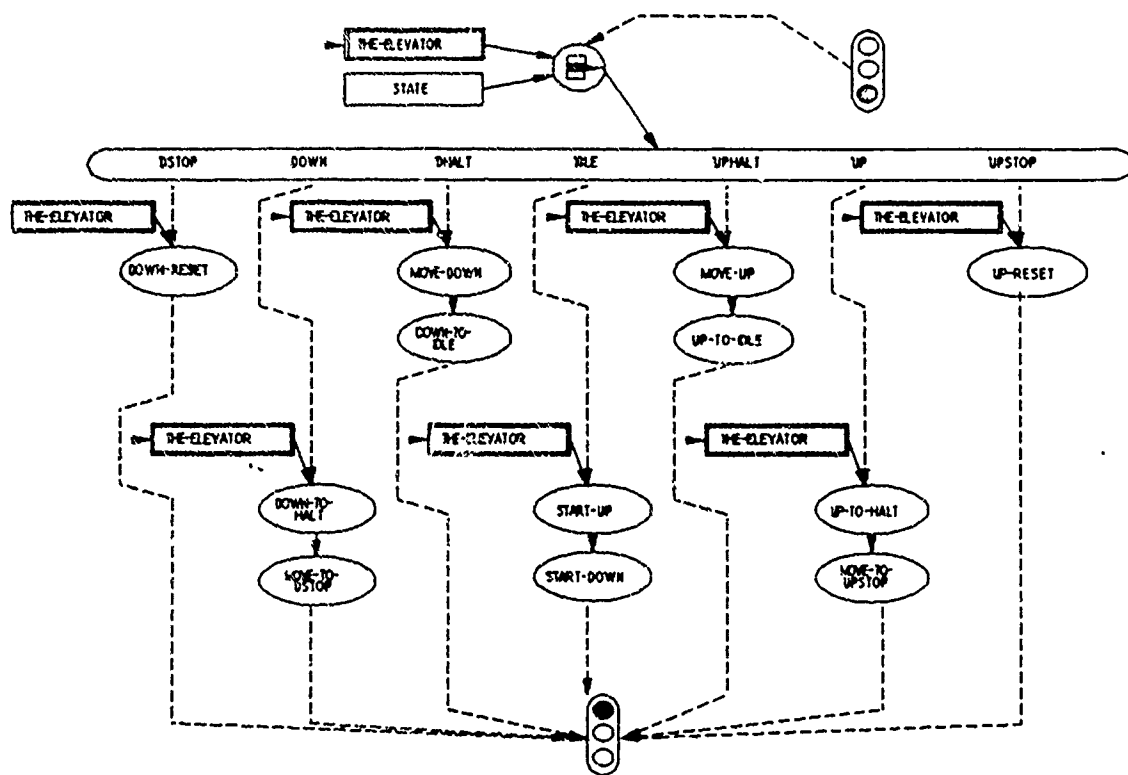 THE-ELEVATOR
STATE
DSTOP DOWN DHALT IDLE UPHALT UP UPSTOP
THE-ELEVATOR THE-ELEVATOR THE-ELEVATOR THE-ELEVATOR
DOWN-RESET MOVE-DOWN MOVE-UP UP-RESET
DOWN-TO-
IDLE
UP-TO-IDLE
THE-ELEVATOR THE-ELEVATOR THE-ELEVATOR
DOWN-TO-
HALT
START-UP UP-TO-HALT
MOVE-TO-
DSTOP
START-DOWN
MOVE-TO-
UPSTOP